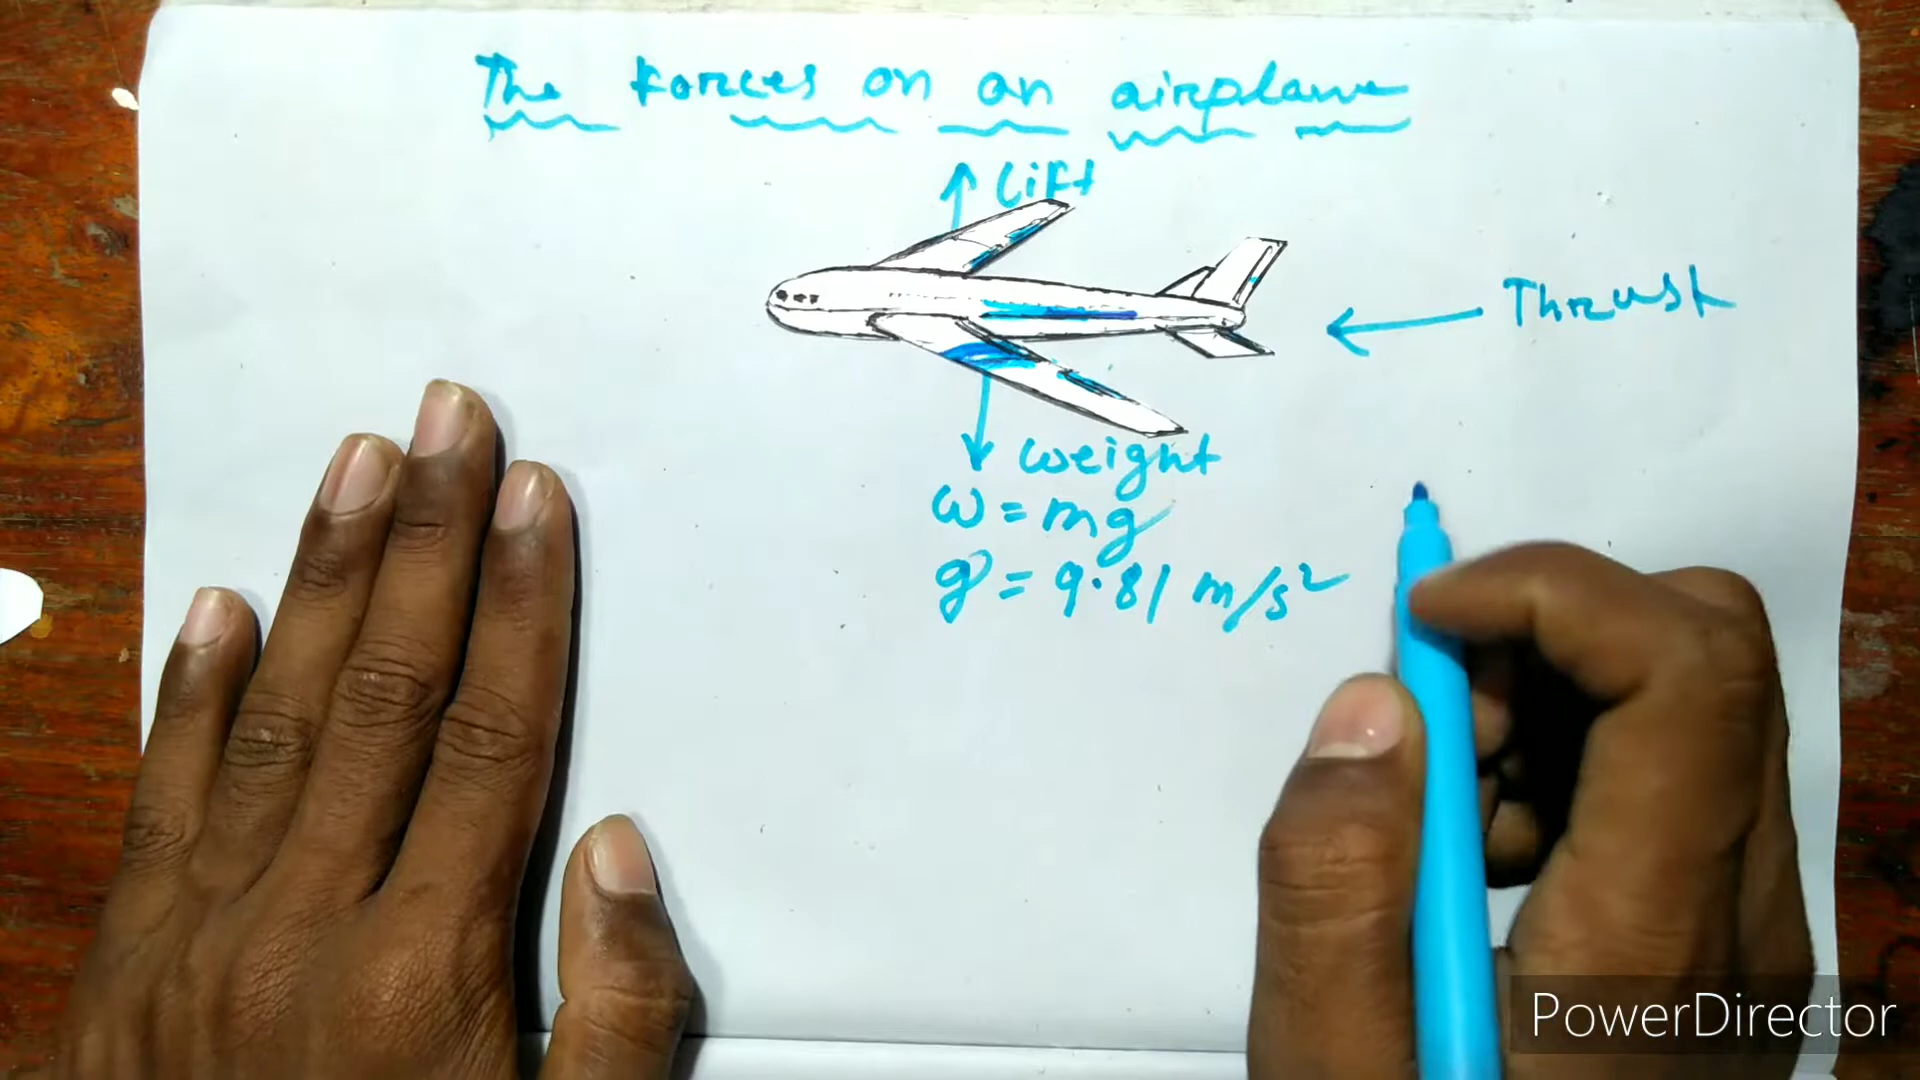 The Forces on an airplane
Lift
Thrust
weight
w = mg
g = 9.81 m/s²
PowerDirector